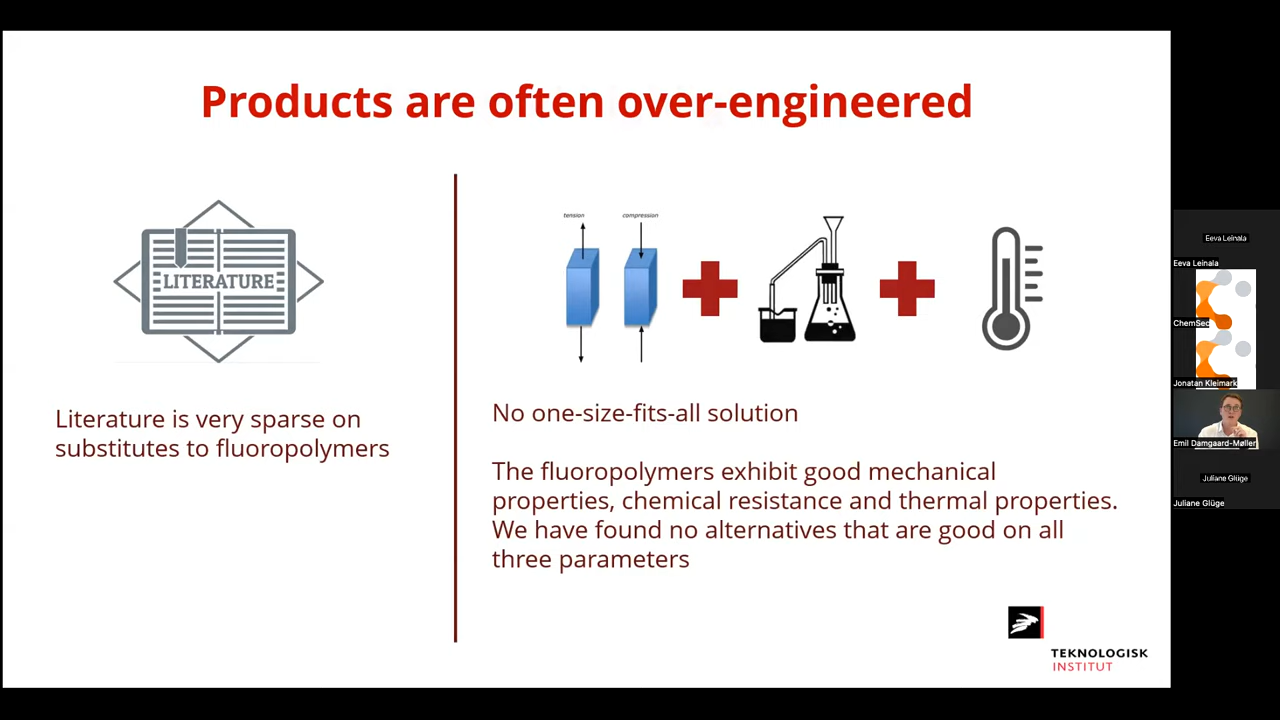 Products are often over-engineered
LITERATURE
Literature is very sparse on
substitutes to fluoropolymers
tension
compression
No one-size-fits-all solution
The fluoropolymers exhibit good mechanical
properties, chemical resistance and thermal properties.
We have found no alternatives that are good on all
three parameters
TEKNOLOGISK
INSTITUT
Eeva Leinala
Eeva Leinala
ChemSec
Jonatan Kleimark
Emil Damgaard-Møller
Juliane Glüge
Juliane Glüge